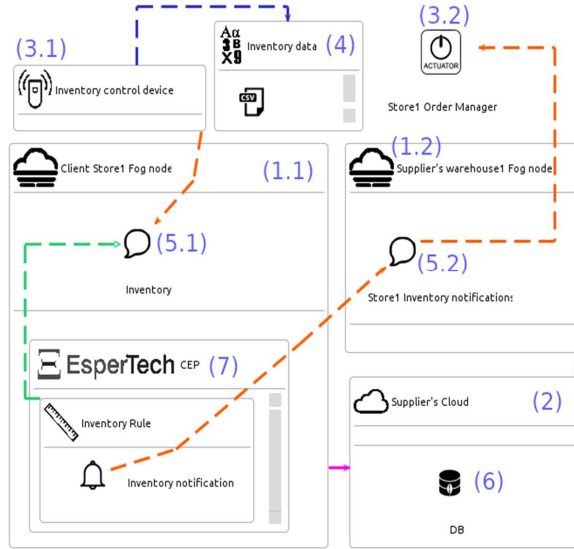 (3.1)
Inventory control device
Aα
3B
X9
Inventory data
(4)
CSV
(3.2)
ACTUATOR
Store1 Order Manager
Client Store1 Fog node
(1.1)
(1.2)
Supplier's warehouse1 Fog node
(5.1)
Inventory
(5.2)
Store1 Inventory notifications
EsperTech CEP (7)
Inventory Rule
Inventory notification
Supplier's Cloud
(2)
(6)
DB